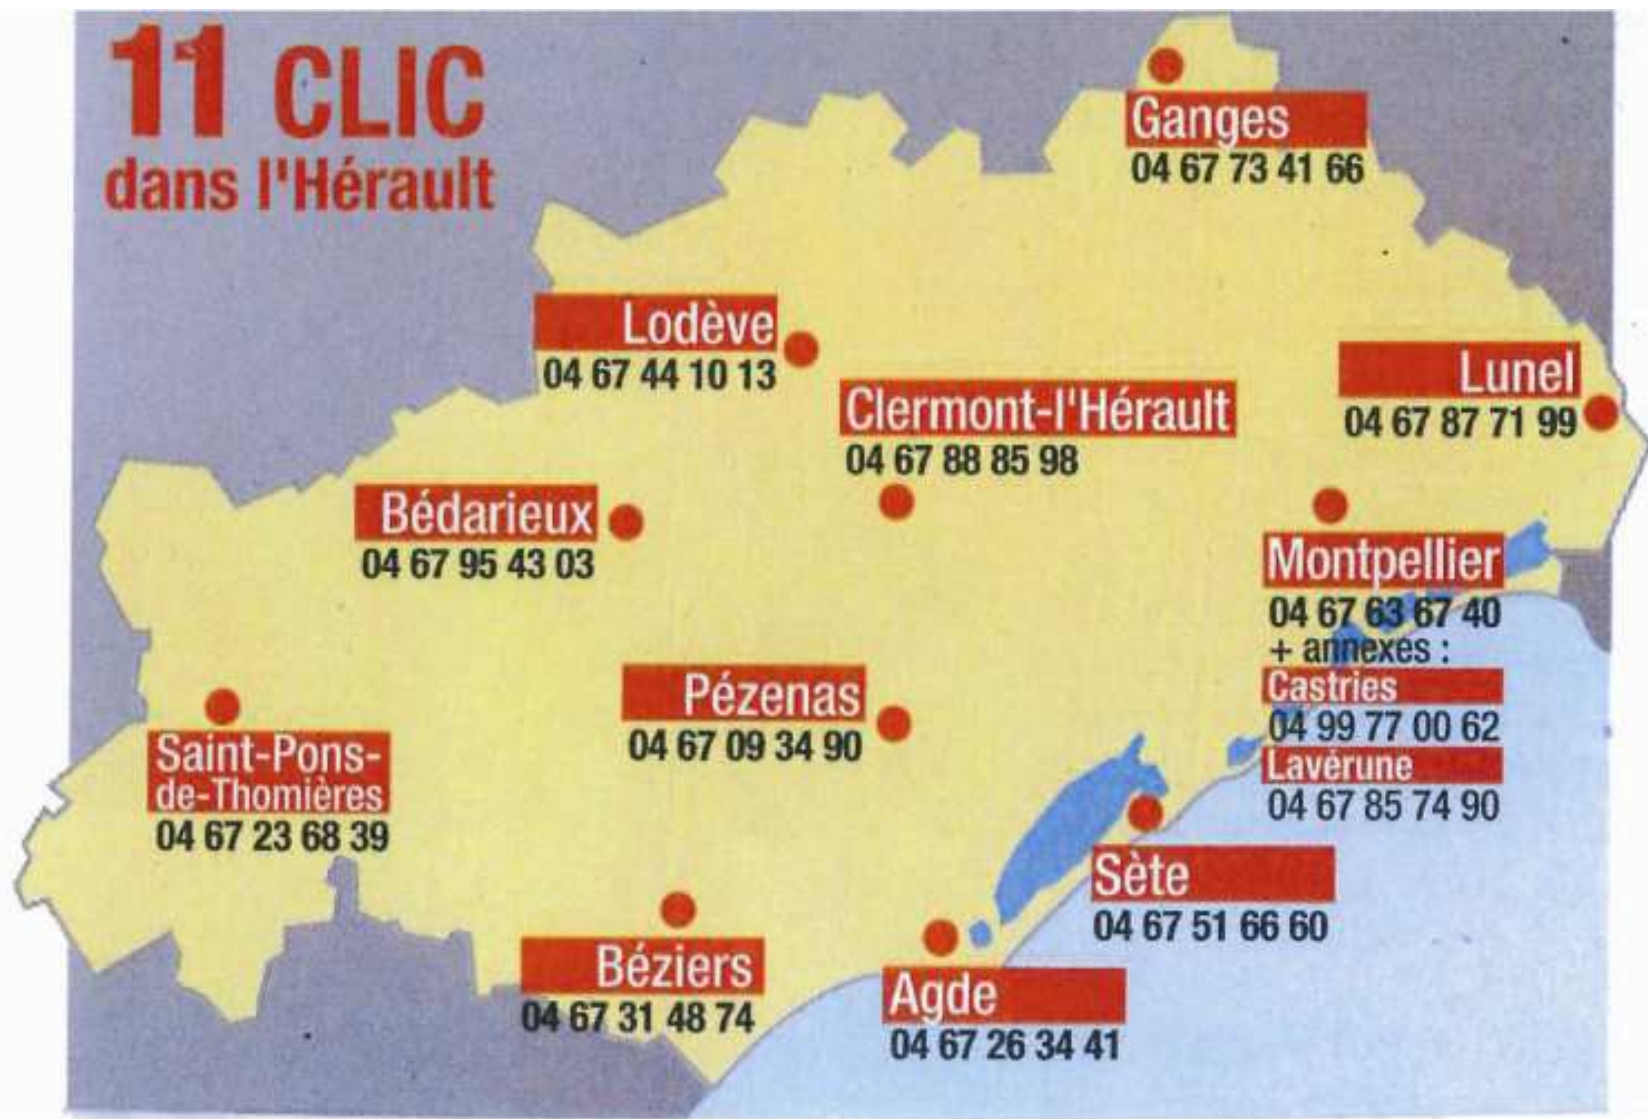 11 CLIC
dans l'Hérault
Ganges
04 67 73 41 66
Lodève
04 67 44 10 13
Clermont-l'Hérault
04 67 88 85 98
Lunel
04 67 87 71 99
Bédarieux
04 67 95 43 03
Montpellier
04 67 63 67 40
+ annexes :
Castries
04 99 77 00 62
Lavérune
04 67 85 74 90
Pézenas
04 67 09 34 90
Saint-Pons-
de-Thomières
04 67 23 68 39
Sète
04 67 51 66 60
Béziers
04 67 31 48 74
Agde
04 67 26 34 41